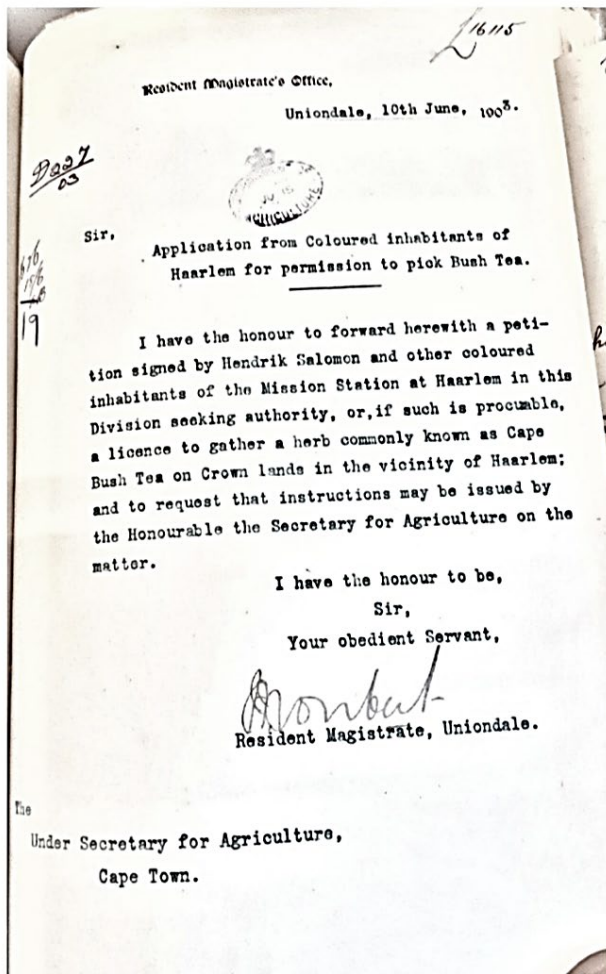 16115
Resident Magistrate's Office,
Uniondale, 10th June, 1903.
D227
03
AGRICULTURE
Sir,
Application from Coloured inhabitants of
Haarlem for permission to pick Bush Tea.
19
I have the honour to forward herewith a peti-
tion signed by Hendrik Salomon and other coloured
inhabitants of the Mission Station at Haarlem in this
Division seeking authority, or, if such is procurable,
a licence to gather a herb commonly known as Cape
Bush Tea on Crown lands in the vicinity of Haarlem;
and to request that instructions may be issued by
the Honourable the Secretary for Agriculture on the
matter.
I have the honour to be,
Sir,
Your obedient Servant,
Resident Magistrate, Uniondale.
The
Under Secretary for Agriculture,
Cape Town.